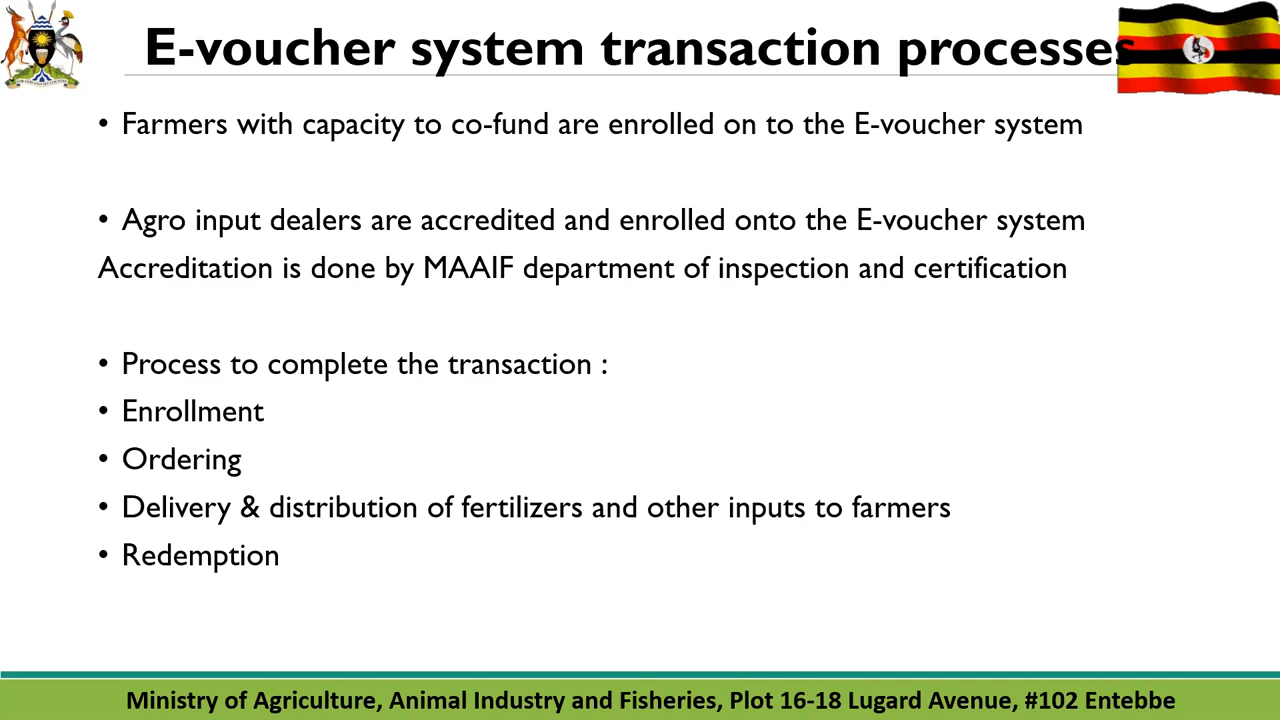 E-voucher system transaction processes
• Farmers with capacity to co-fund are enrolled on to the E-voucher system
• Agro input dealers are accredited and enrolled onto the E-voucher system
Accreditation is done by MAAIF department of inspection and certification
• Process to complete the transaction :
• Enrollment
• Ordering
• Delivery & distribution of fertilizers and other inputs to farmers
• Redemption
Ministry of Agriculture, Animal Industry and Fisheries, Plot 16-18 Lugard Avenue, #102 Entebbe